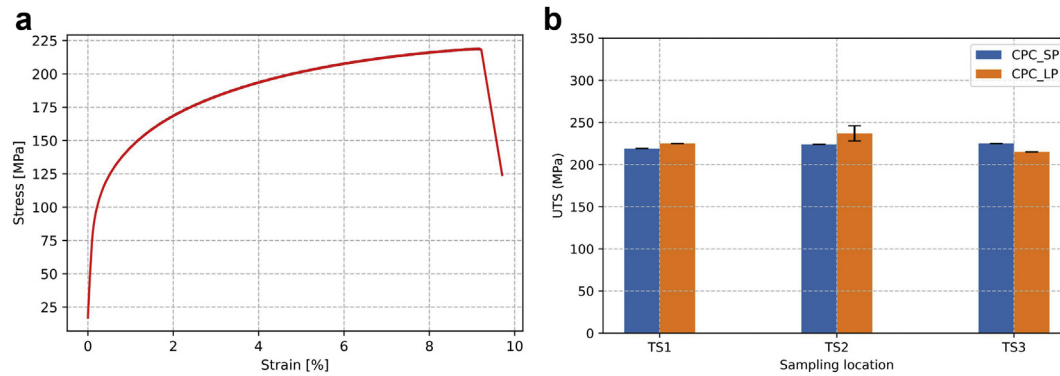 a
225
200
175
150
125
100
75
50
25
Stress [MPa]
0 2 4 6 8 10
Strain [%]
b
350
300
250
200
150
100
50
0
UTS (MPa)
CPC_SP
CPC_LP
TS1 TS2 TS3
Sampling location